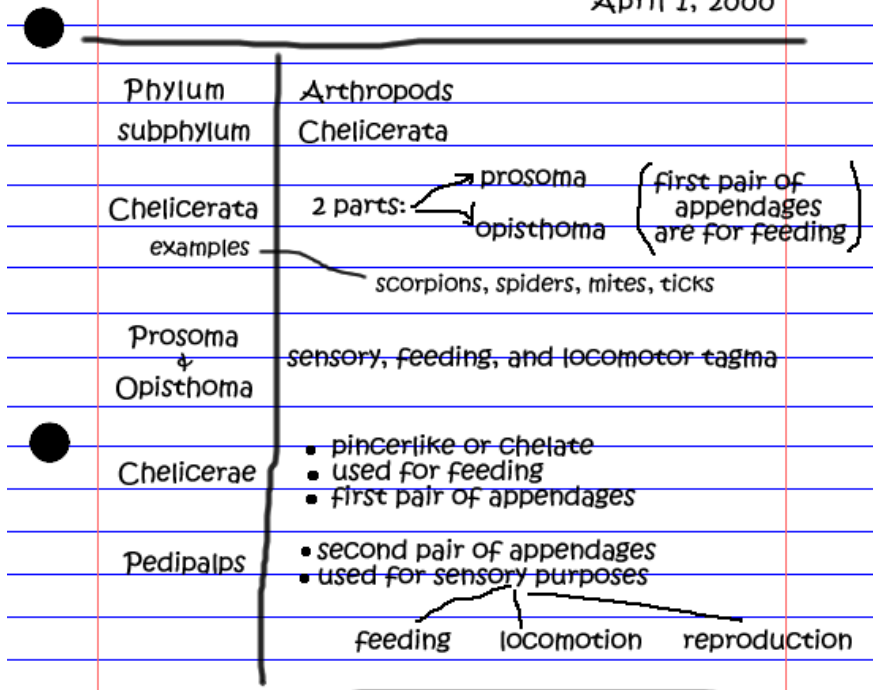 April 1, 2000
Phylum Arthropods
subphylum Chelicerata
prosoma
Chelicerata 2 parts:
opisthoma
(first pair of
appendages
are for feeding)
examples
scorpions, spiders, mites, ticks
Prosoma
&
Opisthoma
sensory, feeding, and locomotor tagma
Chelicerae
• pincerlike or chelate
• used for feeding
• first pair of appendages
Pedipalps
• second pair of appendages
• used for sensory purposes
feeding locomotion reproduction